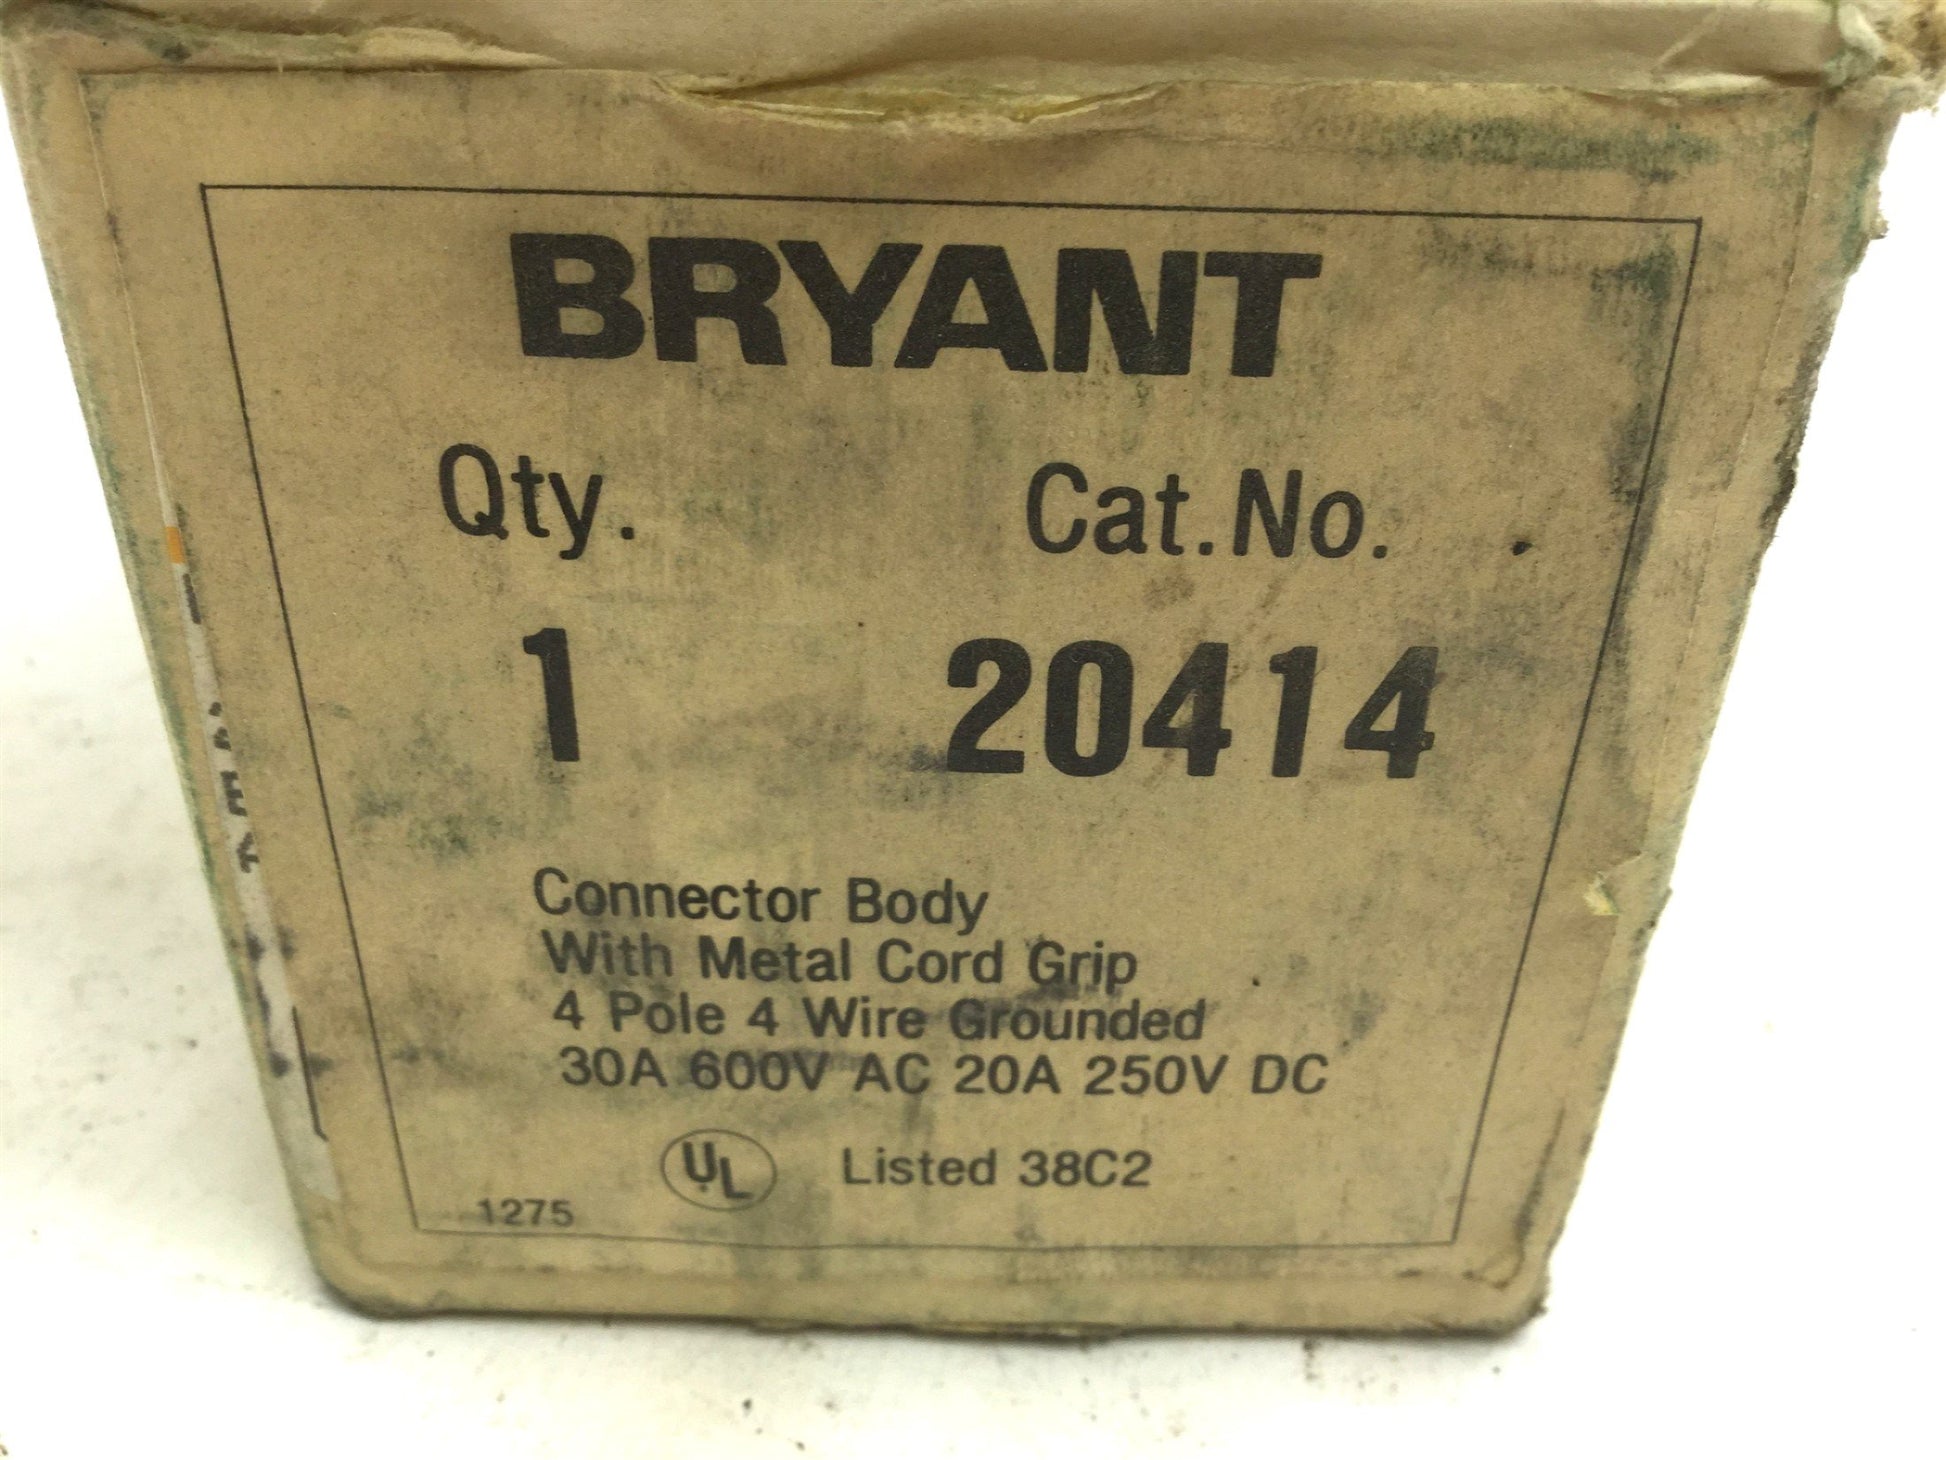 BRYANT
Qty. Cat.No.
1 20414
Connector Body
With Metal Cord Grip
4 Pole 4 Wire Grounded
30A 600V AC 20A 250V DC
UL Listed 38C2
1275